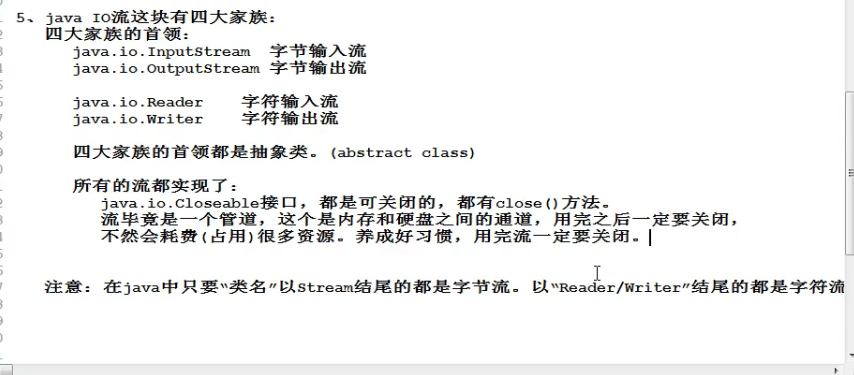 5、java IO流这块有四大家族：
四大家族的首领：
java.io.InputStream 字节输入流
java.io.OutputStream 字节输出流
java.io.Reader 字符输入流
java.io.Writer 字符输出流
四大家族的首领都是抽象类。(abstract class)
所有的流都实现了：
java.io.Closeable接口，都是可关闭的，都有close()方法。
流毕竟是一个管道，这个是内存和硬盘之间的通道，用完之后一定要关闭，
不然会耗费(占用)很多资源。养成好习惯，用完流一定要关闭。
注意：在java中只要“类名”以Stream结尾的都是字节流。以“Reader/Writer”结尾的都是字符流